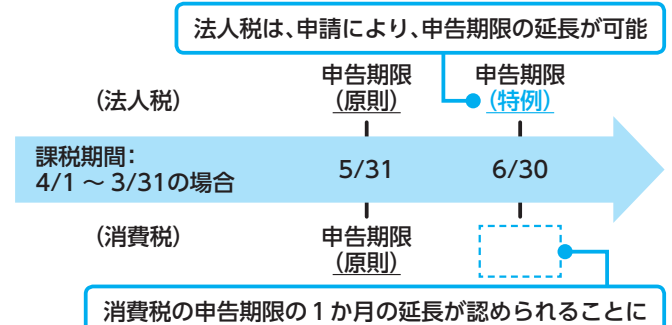 法人税は、申請により、申告期限の延長が可能
（法人税）
申告期限
（原則）
申告期限
（特例）
課税期間：
4/1 ～ 3/31の場合
5/31
6/30
（消費税）
申告期限
（原則）
消費税の申告期限の１か月の延長が認められることに